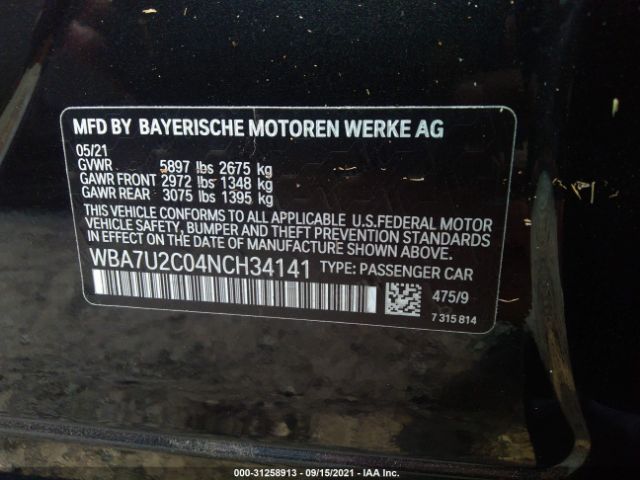 MFD BY BAYERISCHE MOTOREN WERKE AG
05/21
GVWR 5897 lbs 2675 kg
GAWR FRONT 2972 lbs 1348 kg
GAWR REAR 3075 lbs 1395 kg
THIS VEHICLE CONFORMS TO ALL APPLICABLE U.S.FEDERAL MOTOR
VEHICLE SAFETY, BUMPER AND THEFT PREVENTION STANDARDS
IN EFFECT ON THE DATE OF MANUFACTURE SHOWN ABOVE.
WBA7U2C04NCH34141 TYPE: PASSENGER CAR
475/9
7 315 814
000-31258913 - 09/15/2021 - IAA Inc.